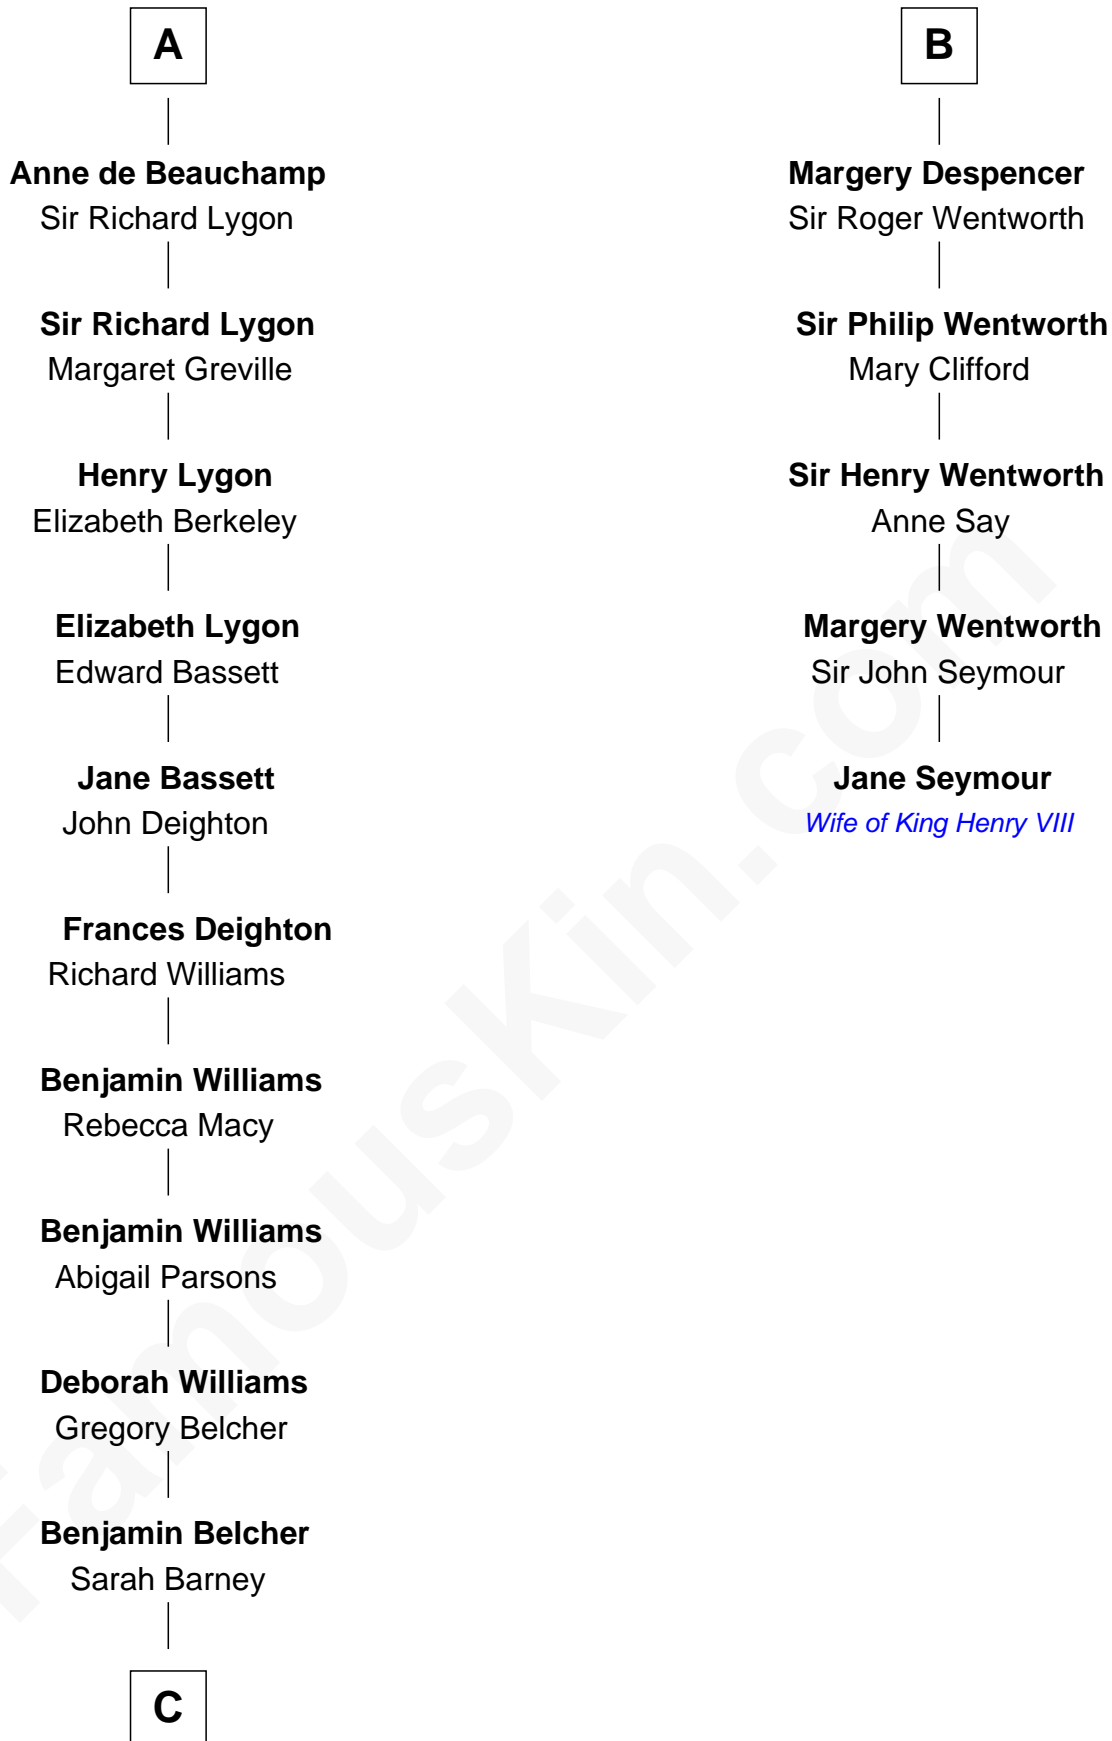 A
Anne de Beauchamp
Sir Richard Lygon
Sir Richard Lygon
Margaret Greville
Henry Lygon
Elizabeth Berkeley
Elizabeth Lygon
Edward Bassett
Jane Bassett
John Deighton
Frances Deighton
Richard Williams
Benjamin Williams
Rebecca Macy
Benjamin Williams
Abigail Parsons
Deborah Williams
Gregory Belcher
Benjamin Belcher
Sarah Barney
C
B
Margery Despencer
Sir Roger Wentworth
Sir Philip Wentworth
Mary Clifford
Sir Henry Wentworth
Anne Say
Margery Wentworth
Sir John Seymour
Jane Seymour
Wife of King Henry VIII
FamousKin.com